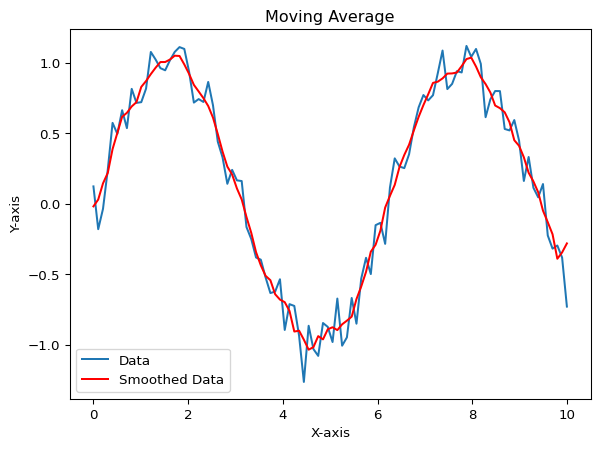 Moving Average
Y-axis
1.0
0.5
0.0
−0.5
−1.0
Data
Smoothed Data
0 2 4 6 8 10
X-axis